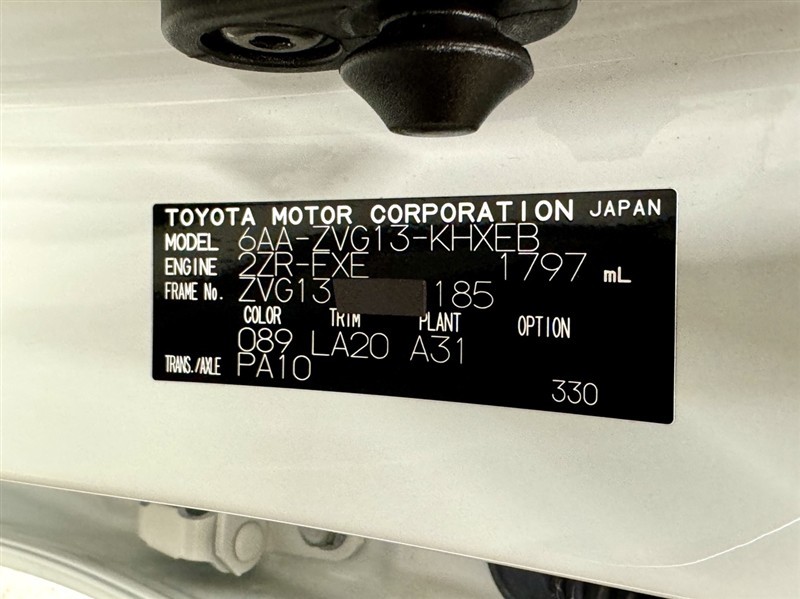 TOYOTA MOTOR CORPORATION JAPAN
MODEL 6AA-ZVG13-KHXEB
ENGINE 2ZR-FXE 1797 mL
FRAME No. ZVG13 185
COLOR TRIM PLANT OPTION
089 LA20 A31
TRANS./AXLE PA10
330